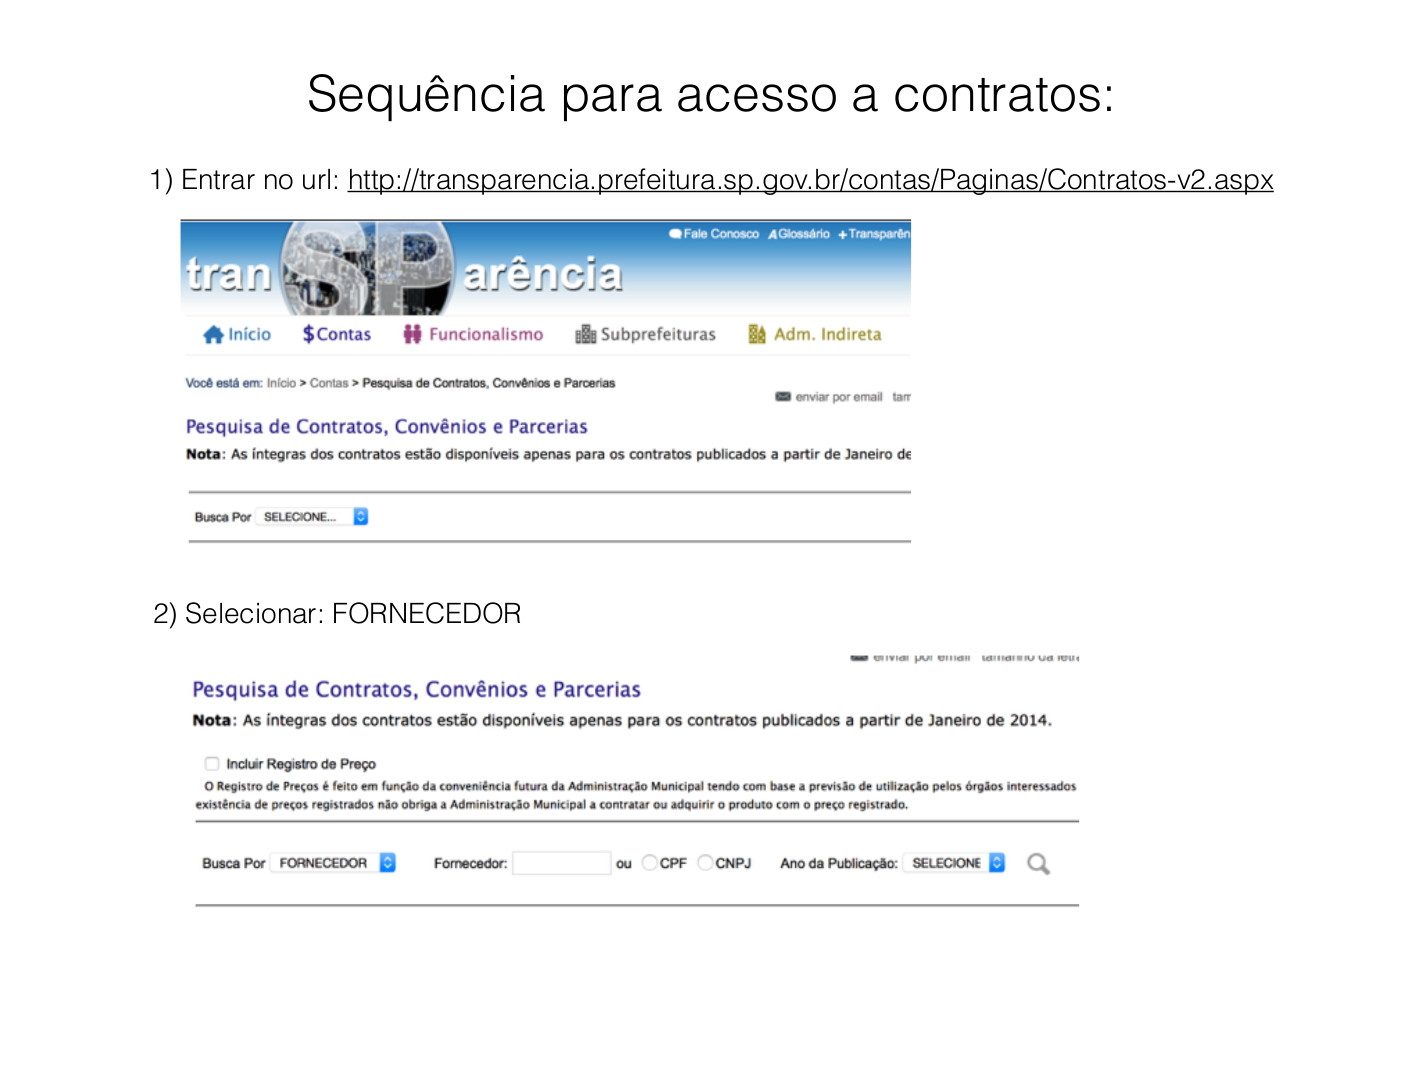 Sequência para acesso a contratos:
1) Entrar no url: http://transparencia.prefeitura.sp.gov.br/contas/Paginas/Contratos-v2.aspx
Fale Conosco AGlossário +Transparên
tranSParência
Início $Contas Funcionalismo Subprefeituras Adm. Indireta
Você está em: Início > Contas > Pesquisa de Contratos, Convênios e Parcerias
enviar por email tam
Pesquisa de Contratos, Convênios e Parcerias
Nota: As íntegras dos contratos estão disponíveis apenas para os contratos publicados a partir de Janeiro de
Busca Por SELECIONE...
2) Selecionar: FORNECEDOR
enviar por email tamanho da letra
Pesquisa de Contratos, Convênios e Parcerias
Nota: As íntegras dos contratos estão disponíveis apenas para os contratos publicados a partir de Janeiro de 2014.
Incluir Registro de Preço
O Registro de Preços é feito em função da conveniência futura da Administração Municipal tendo com base a previsão de utilização pelos órgãos interessados
existência de preços registrados não obriga a Administração Municipal a contratar ou adquirir o produto com o preço registrado.
Busca Por FORNECEDOR Fornecedor: ou CPF CNPJ Ano da Publicação: SELECIONE